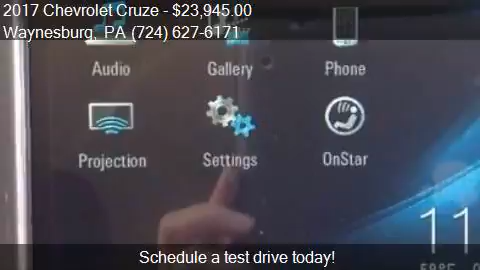 2017 Chevrolet Cruze - $23,945.00
Waynesburg, PA (724) 627-6171
Audio Gallery Phone
Projection Settings OnStar
11
Schedule a test drive today!